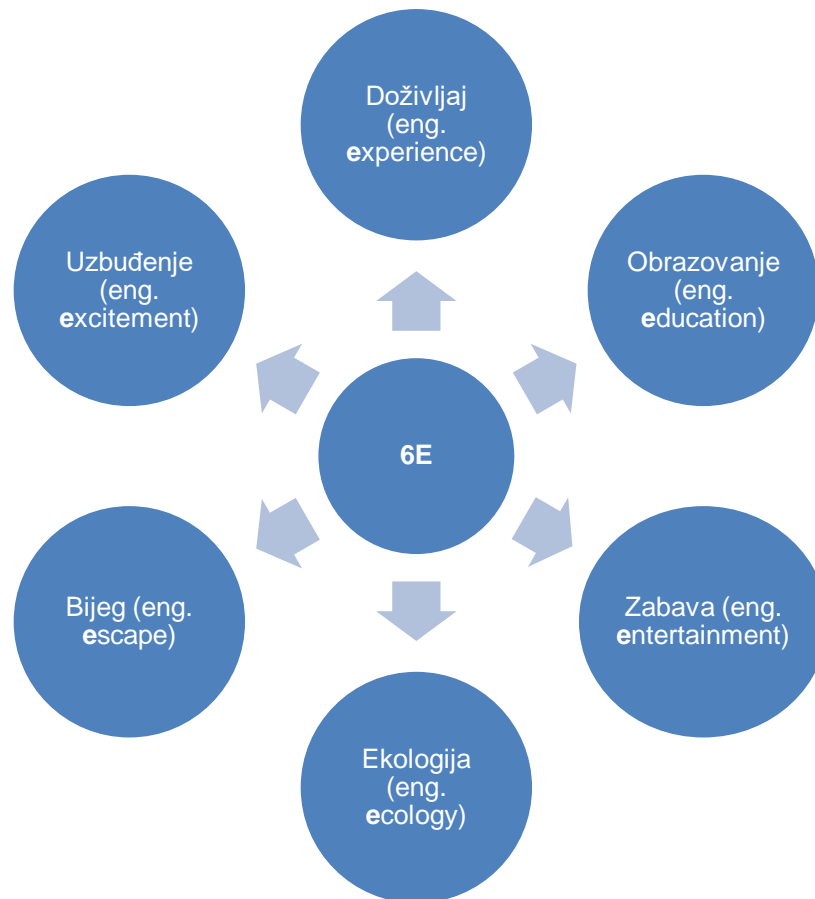 Doživljaj
(eng.
experience)
Uzbuđenje
(eng.
excitement)
Obrazovanje
(eng.
education)
6E
Bijeg (eng.
escape)
Zabava (eng.
entertainment)
Ekologija
(eng.
ecology)